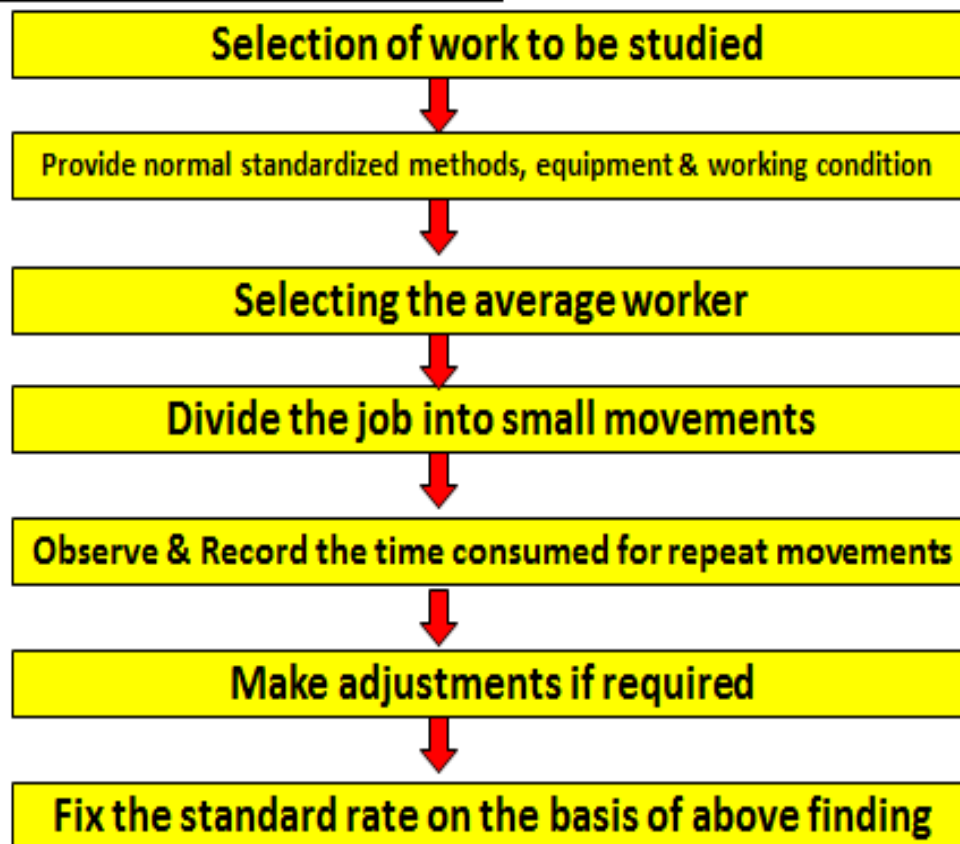 Selection of work to be studied
Provide normal standardized methods, equipment & working condition
Selecting the average worker
Divide the job into small movements
Observe & Record the time consumed for repeat movements
Make adjustments if required
Fix the standard rate on the basis of above finding